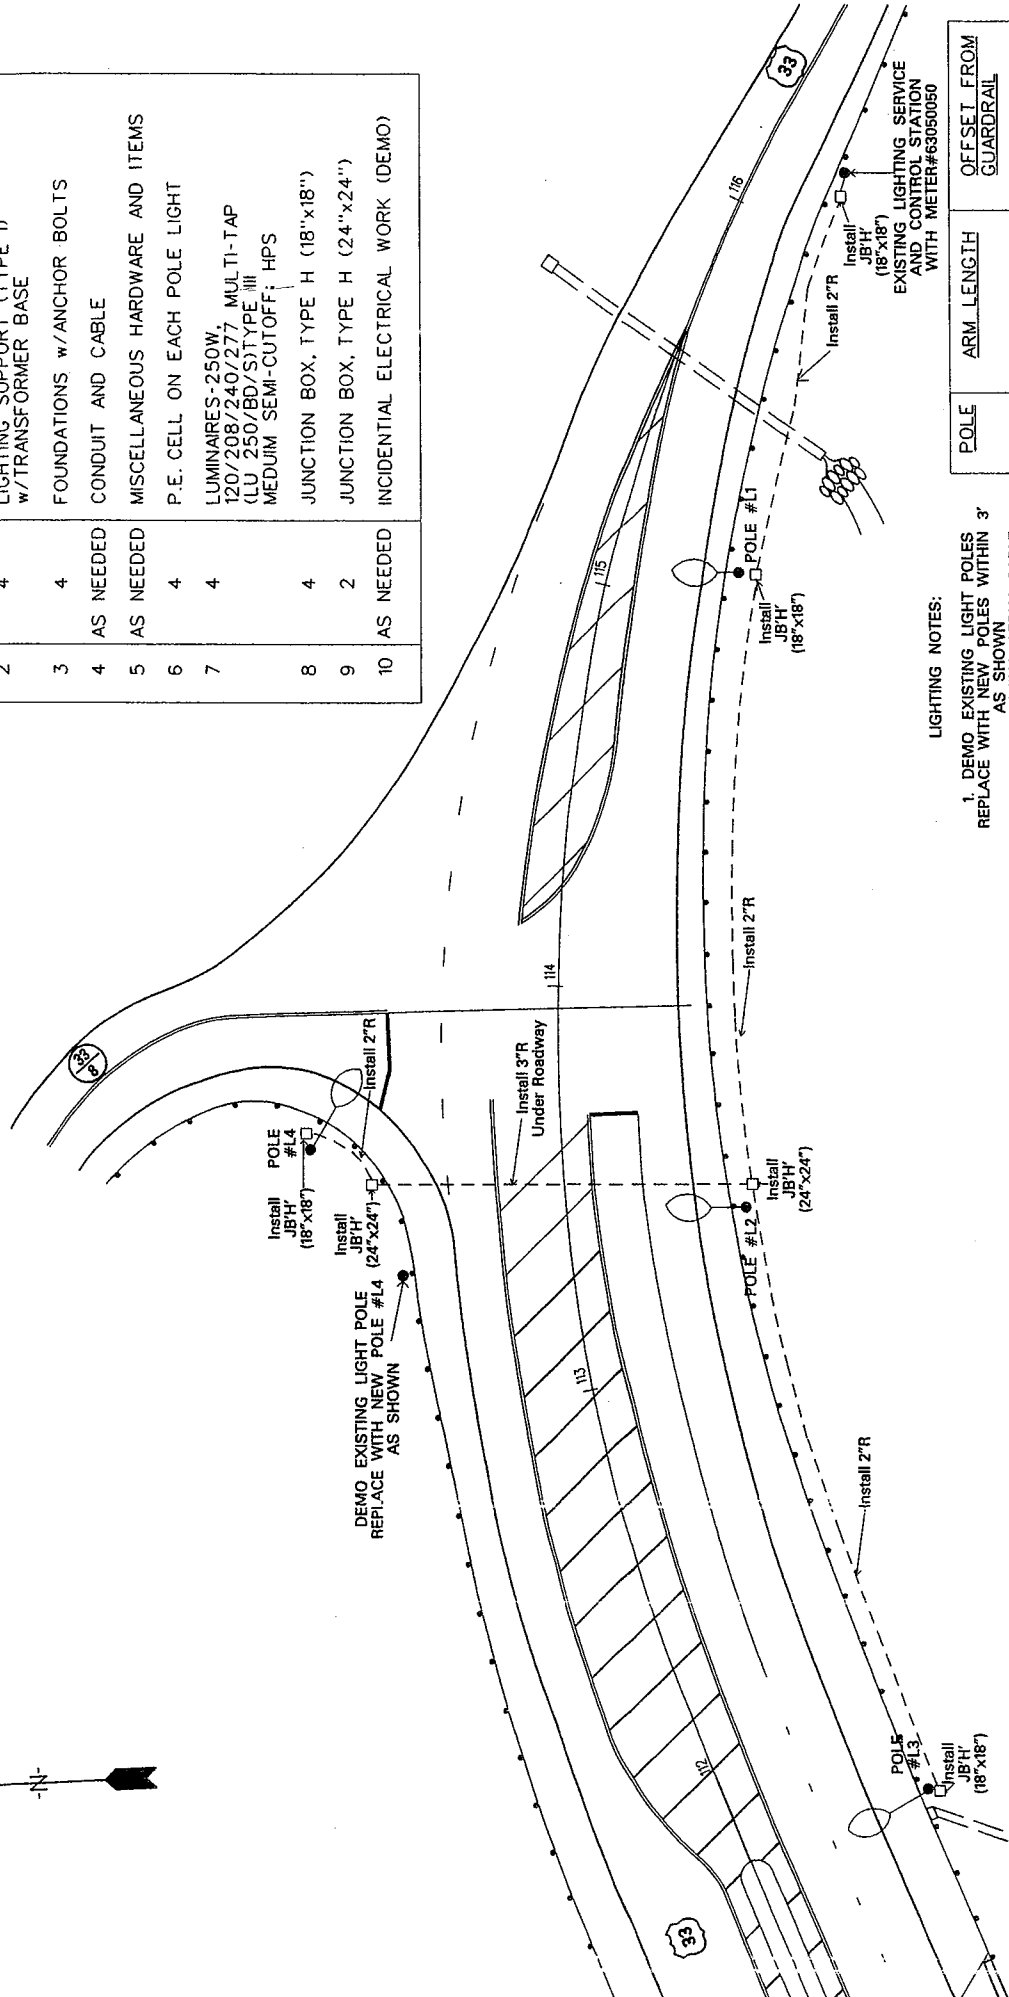 2
4
LIGHTING SUPPORT (TYPE 1)
w/TRANSFORMER BASE
3
4
FOUNDATIONS w/ANCHOR BOLTS
4
AS NEEDED
CONDUIT AND CABLE
5
AS NEEDED
MISCELLANEOUS HARDWARE AND ITEMS
6
4
P.E. CELL ON EACH POLE LIGHT
7
4
LUMINAIRES-250W,
120/208/240/277 MULTI-TAP
(LU 250/BD/S)TYPE III
MEDUIM SEMI-CUTOFF; HPS
8
4
JUNCTION BOX, TYPE H (18"x18")
9
2
JUNCTION BOX, TYPE H (24"x24")
10
AS NEEDED
INCIDENTIAL ELECTRICAL WORK (DEMO)
-N-
33
8
POLE
#L4
Install
JB'H'
(18"x18")
Install
JB'H'
(24"x24")
Install 2"R
DEMO EXISTING LIGHT POLE
REPLACE WITH NEW POLE #L4
AS SHOWN
Install 3"R
Under Roadway
33
112
113
114
115
116
33
POLE
#L3
Install
JB'H'
(18"x18")
Install 2"R
POLE #L2
Install
JB'H'
(24"x24")
Install 2"R
POLE #L1
Install
JB'H'
(18"x18")
Install 2"R
Install
JB'H'
(18"x18")
EXISTING LIGHTING SERVICE
AND CONTROL STATION
WITH METER#63050050
LIGHTING NOTES:
1. DEMO EXISTING LIGHT POLES
REPLACE WITH NEW POLES WITHIN 3'
AS SHOWN
POLE
ARM LENGTH
OFFSET FROM
GUARDRAIL